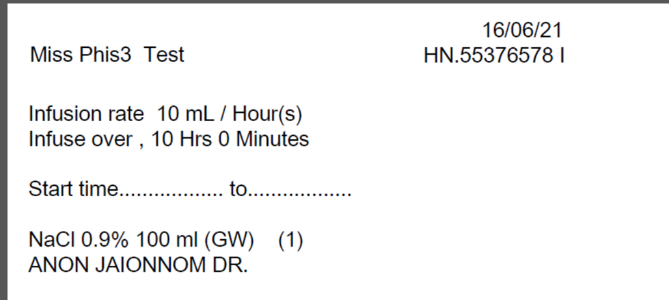 16/06/21
Miss Phis3  Test
HN.55376578 I
Infusion rate  10 mL / Hour(s)
Infuse over , 10 Hrs 0 Minutes
Start time.................. to..................
NaCl 0.9% 100 ml (GW)    (1)
ANON JAIONNOM DR.